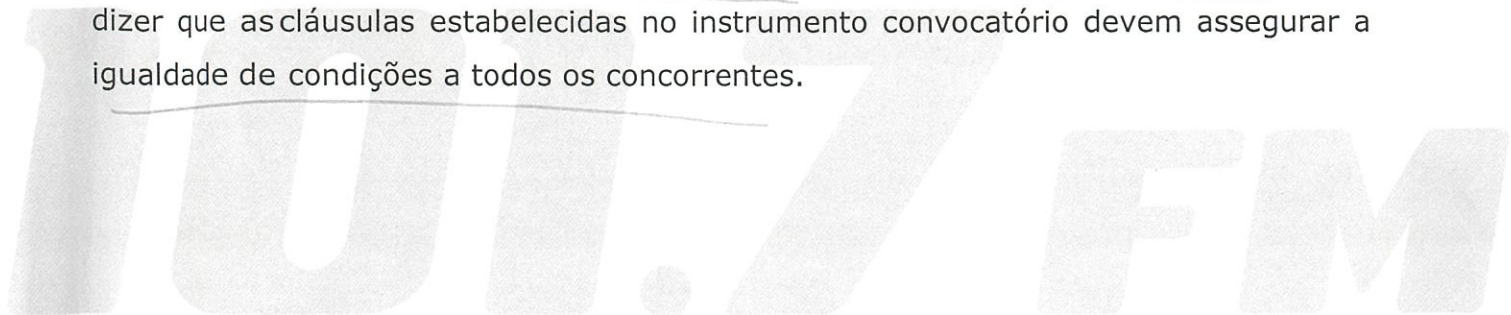 dizer que as cláusulas estabelecidas no instrumento convocatório devem assegurar a
igualdade de condições a todos os concorrentes.
101.7 FM